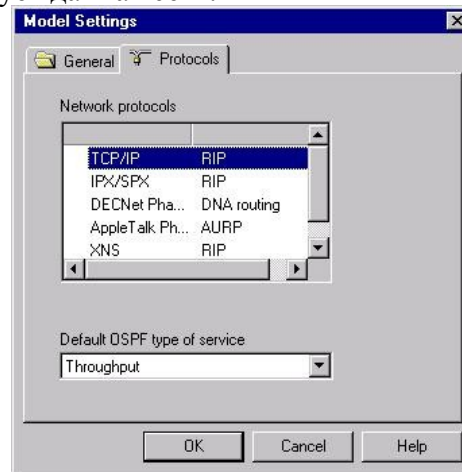 Model Settings
General Protocols
Network protocols
TCP/IP RIP
IPX/SPX RIP
DECNet Pha... DNA routing
AppleTalk Ph... AURP
XNS RIP
Default OSPF type of service
Throughput
OK Cancel Help